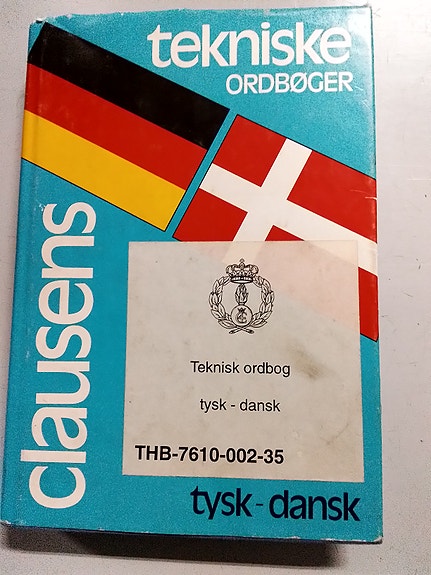 tekniske
ORDBØGER
clausens
Teknisk ordbog
tysk - dansk
THB-7610-002-35
tysk - dansk